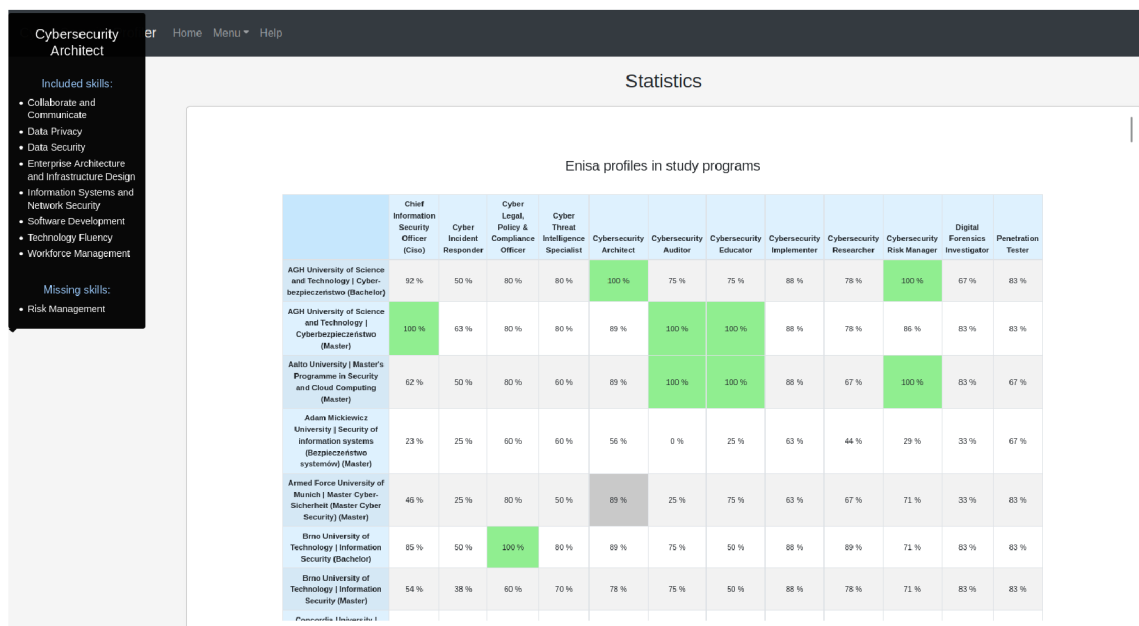 Cybersecurity
Architect
er Home Menu Help
Included skills:
Collaborate and
Communicate
Data Privacy
Data Security
Enterprise Architecture
and Infrastructure Design
Information Systems and
Network Security
Software Development
Technology Fluency
Workforce Management
Missing skills:
Risk Management
Statistics
Enisa profiles in study programs
Chief
Information
Security
Officer
(Ciso)
Cyber
Incident
Responder
Cyber
Legal,
Policy &
Compliance
Officer
Cyber
Threat
Intelligence
Specialist
Cybersecurity
Architect
Cybersecurity
Auditor
Cybersecurity
Educator
Cybersecurity
Implementer
Cybersecurity
Researcher
Cybersecurity
Risk Manager
Digital
Forensics
Investigator
Penetration
Tester
AGH University of Science
and Technology | Cyber-
bezpieczeństwo (Bachelor)
92 % 50 % 80 % 80 % 100 % 75 % 75 % 88 % 78 % 100 % 67 % 83 %
AGH University of Science
and Technology |
Cyberbezpieczeństwo
(Master)
100 % 63 % 80 % 80 % 89 % 100 % 100 % 88 % 78 % 86 % 83 % 83 %
Aalto University | Master's
Programme in Security
and Cloud Computing
(Master)
62 % 50 % 80 % 60 % 89 % 100 % 100 % 88 % 67 % 100 % 83 % 67 %
Adam Mickiewicz
University | Security of
information systems
(Bezpieczeństwo
systemów) (Master)
23 % 25 % 60 % 60 % 56 % 0 % 25 % 63 % 44 % 29 % 33 % 67 %
Armed Force University of
Munich | Master Cyber-
Sicherheit (Master Cyber
Security) (Master)
46 % 25 % 80 % 50 % 89 % 25 % 75 % 63 % 67 % 71 % 33 % 83 %
Brno University of
Technology | Information
Security (Bachelor)
85 % 50 % 100 % 80 % 89 % 75 % 50 % 88 % 89 % 71 % 83 % 83 %
Brno University of
Technology | Information
Security (Master)
54 % 38 % 60 % 70 % 78 % 75 % 50 % 88 % 78 % 71 % 83 % 83 %
Concordia University |